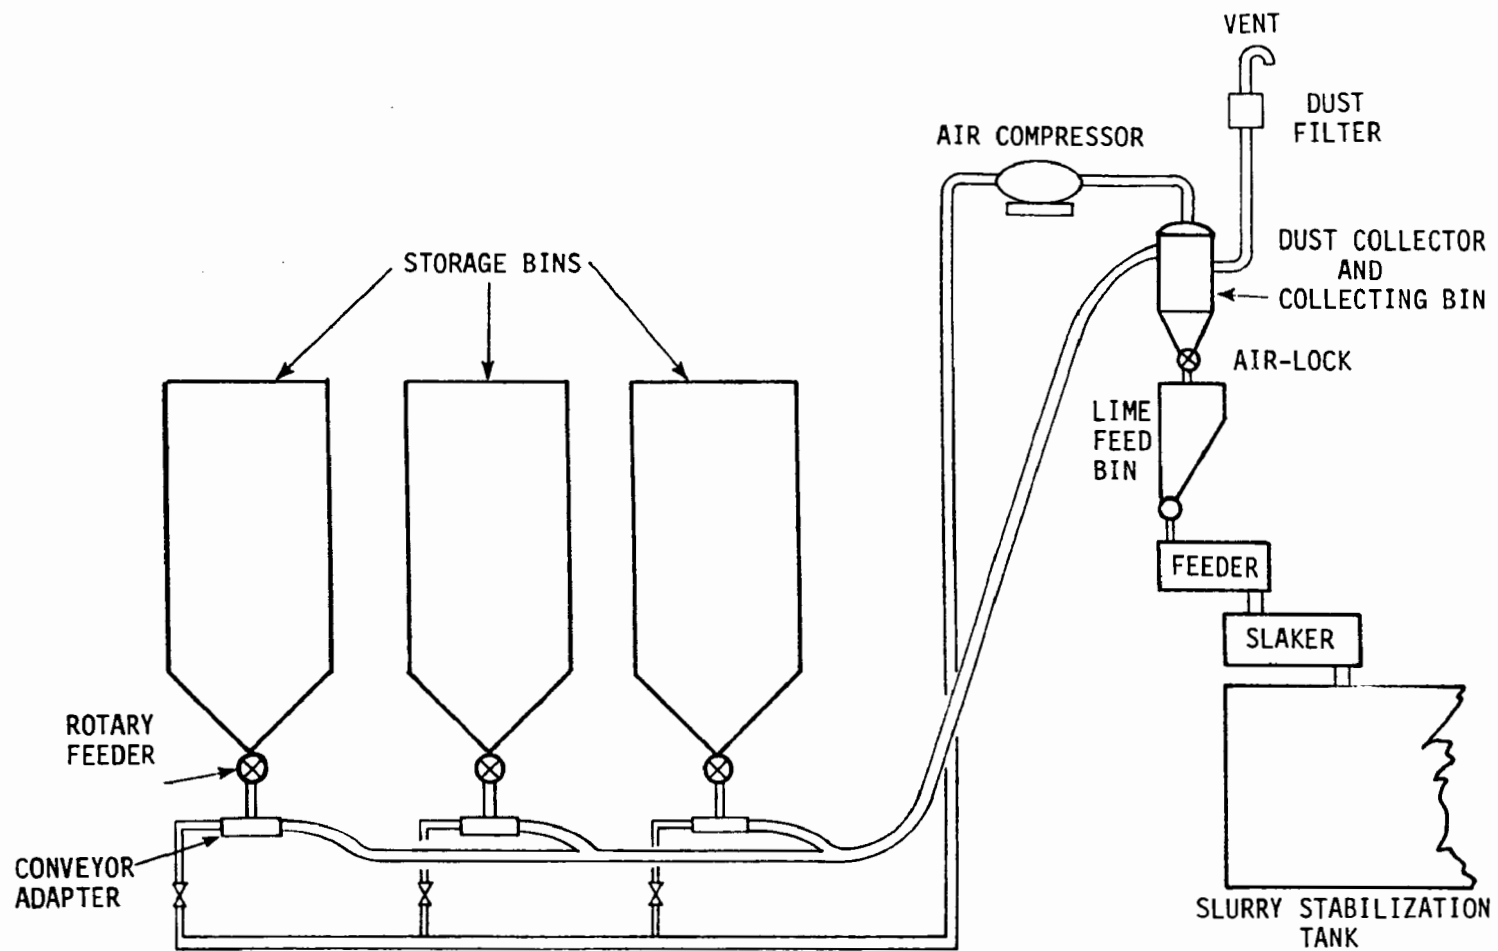 VENT
DUST
FILTER
AIR COMPRESSOR
DUST COLLECTOR
AND
COLLECTING BIN
STORAGE BINS
AIR-LOCK
LIME
FEED
BIN
FEEDER
SLAKER
ROTARY
FEEDER
CONVEYOR
ADAPTER
SLURRY STABILIZATION
TANK